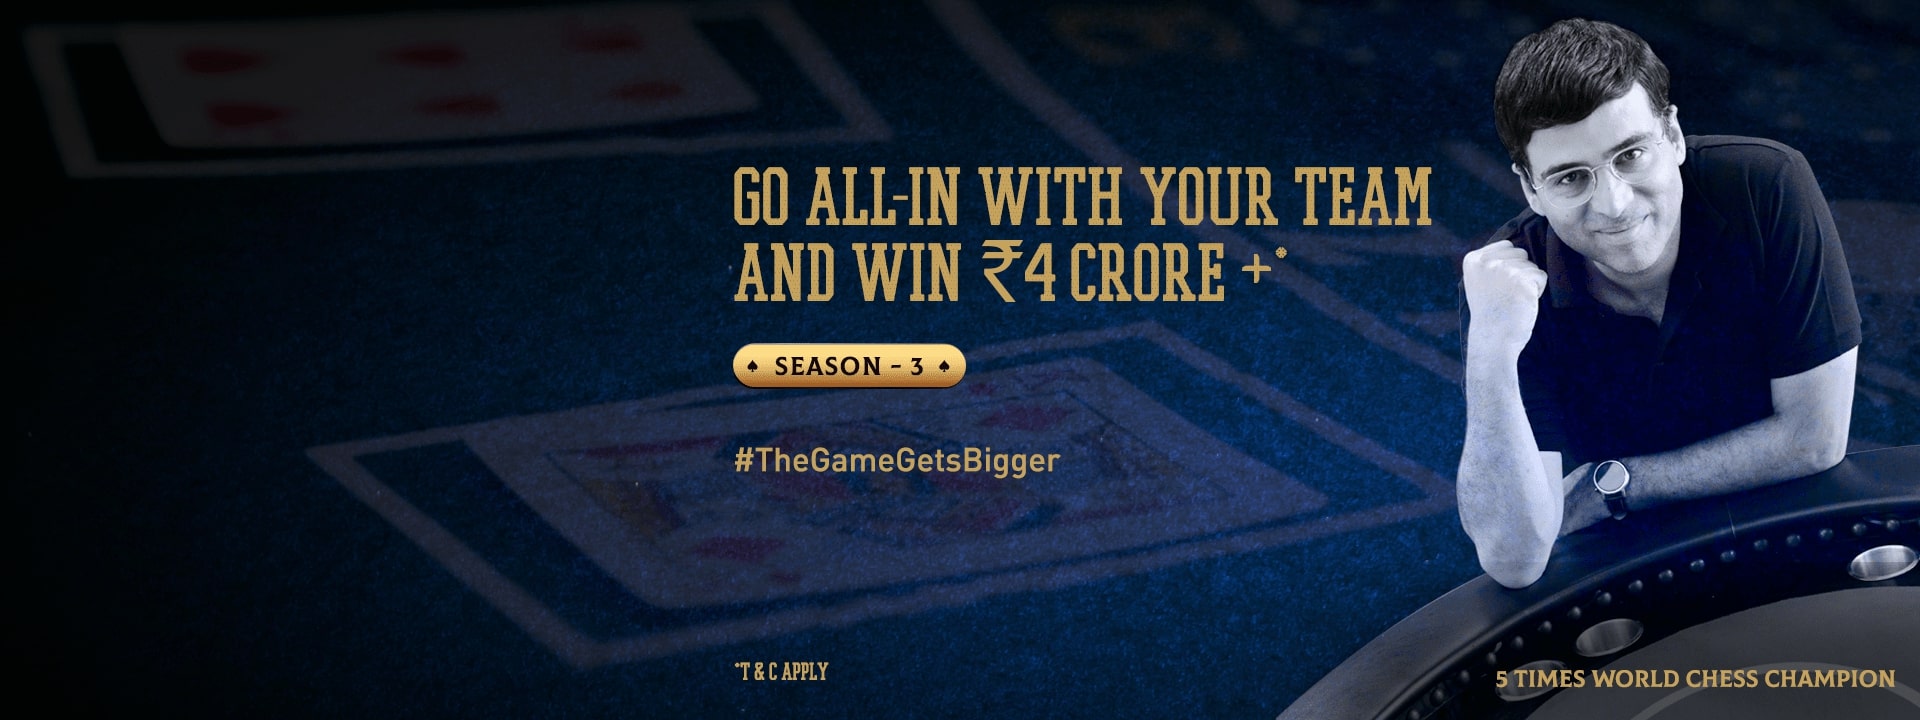 GO ALL-IN WITH YOUR TEAM
AND WIN ₹4 CRORE +*
♠ SEASON - 3 ♠
#TheGameGetsBigger
*T & C APPLY
5 TIMES WORLD CHESS CHAMPION